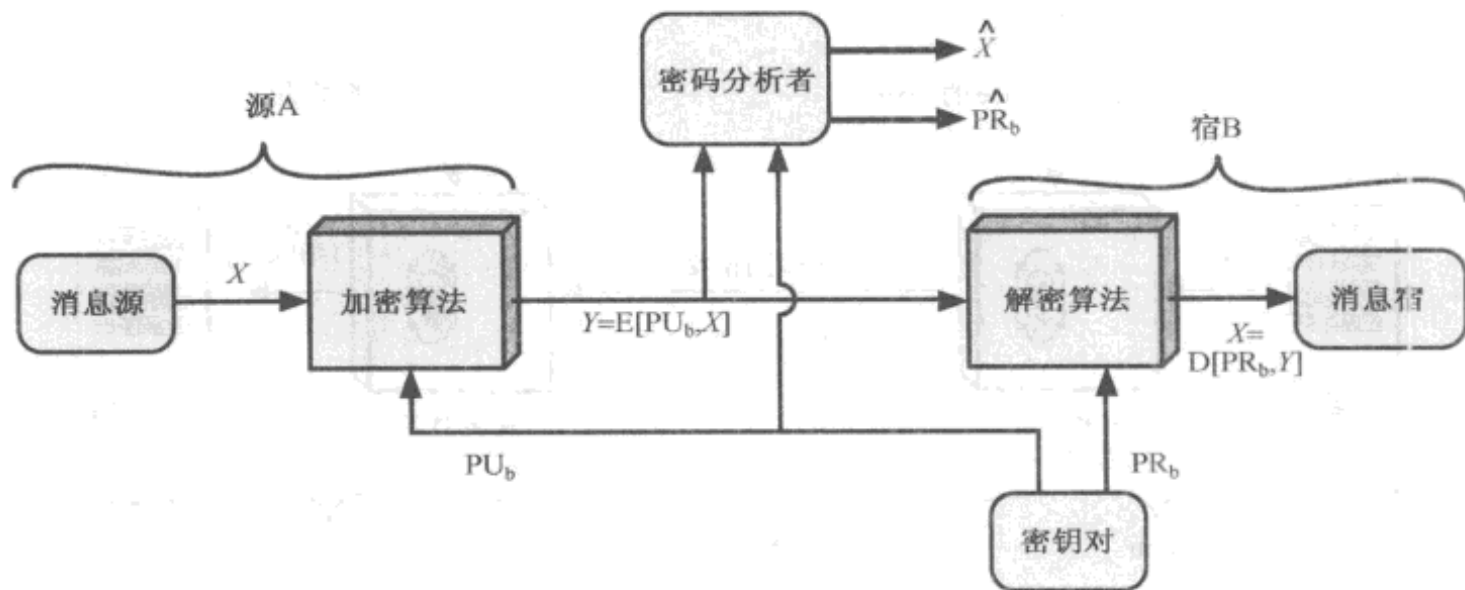 源A
密码分析者
X̂
P̂R_b
宿B
消息源
X
加密算法
Y=E[PU_b,X]
解密算法
X=
D[PR_b,Y]
消息宿
PU_b
PR_b
密钥对